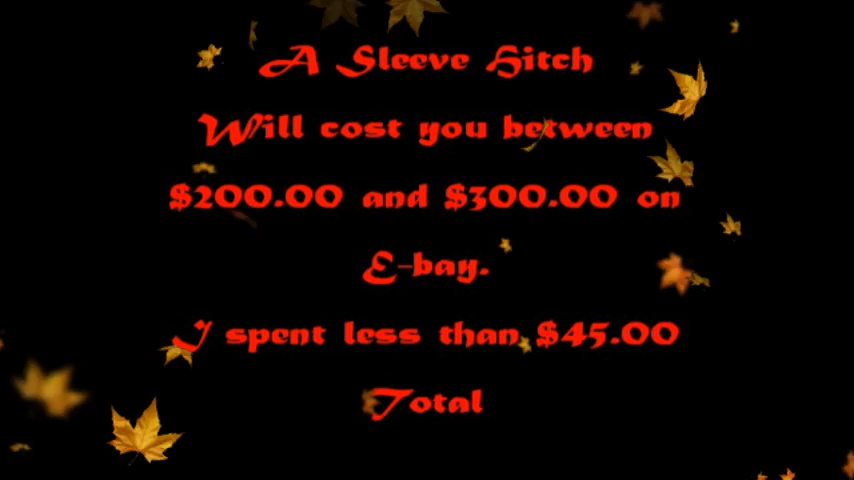 A Sleeve Hitch
Will cost you between
$200.00 and $300.00 on
E-bay.
I spent less than $45.00
Total